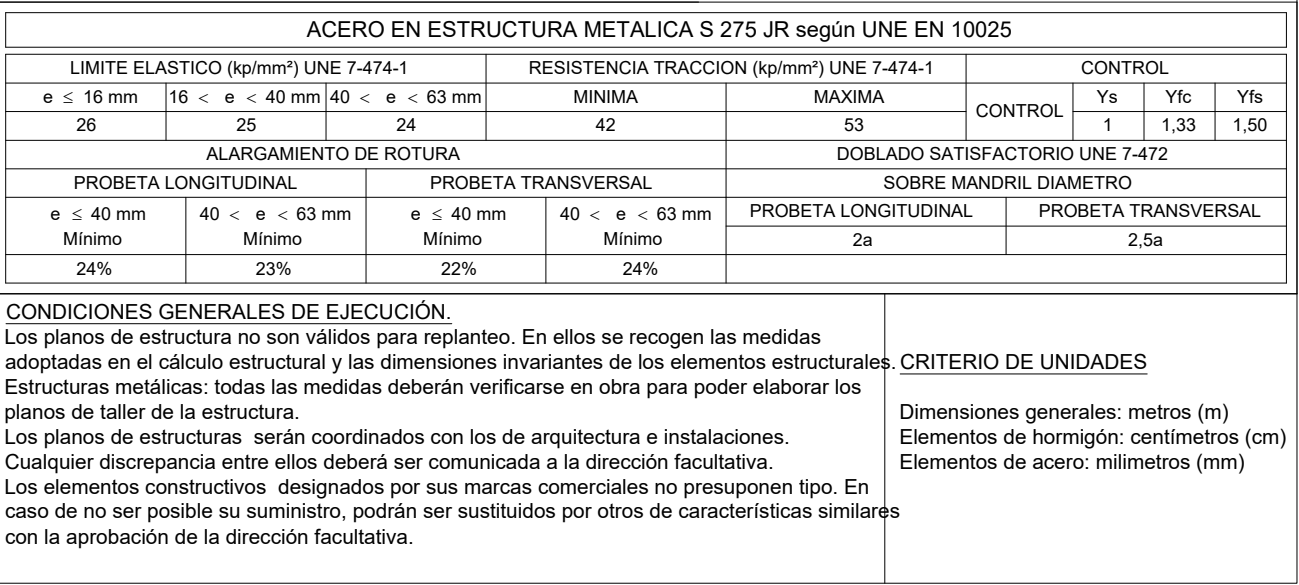 ACERO EN ESTRUCTURA METALICA S 275 JR según UNE EN 10025
LIMITE ELASTICO (kp/mm²) UNE 7-474-1 RESISTENCIA TRACCION (kp/mm²) UNE 7-474-1 CONTROL
e ≤ 16 mm 16 < e < 40 mm 40 < e < 63 mm MINIMA MAXIMA CONTROL Ys Yfc Yfs
26 25 24 42 53 1 1,33 1,50
ALARGAMIENTO DE ROTURA DOBLADO SATISFACTORIO UNE 7-472
PROBETA LONGITUDINAL PROBETA TRANSVERSAL SOBRE MANDRIL DIAMETRO
e ≤ 40 mm 40 < e < 63 mm e ≤ 40 mm 40 < e < 63 mm PROBETA LONGITUDINAL PROBETA TRANSVERSAL
Mínimo Mínimo Mínimo Mínimo 2a 2,5a
24% 23% 22% 24%
CONDICIONES GENERALES DE EJECUCIÓN.
Los planos de estructura no son válidos para replanteo. En ellos se recogen las medidas
adoptadas en el cálculo estructural y las dimensiones invariantes de los elementos estructurales.
Estructuras metálicas: todas las medidas deberán verificarse en obra para poder elaborar los
planos de taller de la estructura.
Los planos de estructuras serán coordinados con los de arquitectura e instalaciones.
Cualquier discrepancia entre ellos deberá ser comunicada a la dirección facultativa.
Los elementos constructivos designados por sus marcas comerciales no presuponen tipo. En
caso de no ser posible su suministro, podrán ser sustituidos por otros de características similares
con la aprobación de la dirección facultativa.
CRITERIO DE UNIDADES
Dimensiones generales: metros (m)
Elementos de hormigón: centímetros (cm)
Elementos de acero: milimetros (mm)